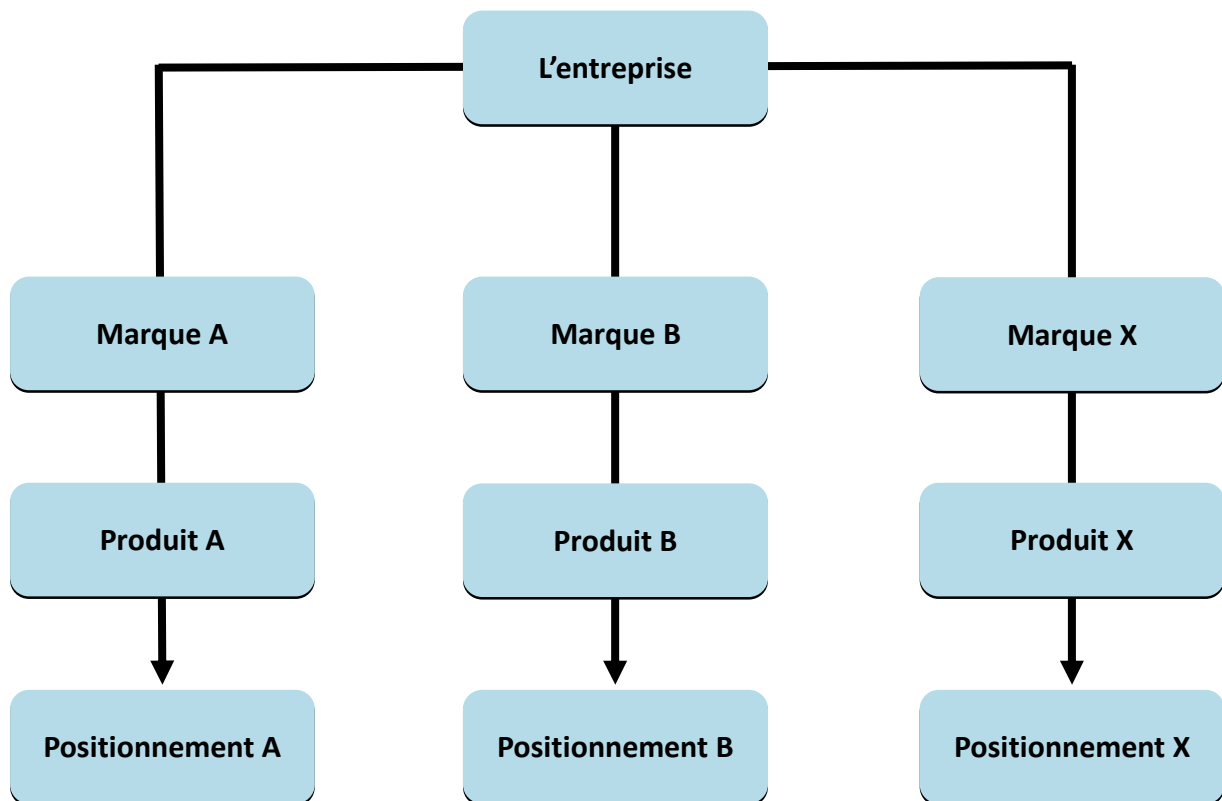 L’entreprise
Marque A
Marque B
Marque X
Produit A
Produit B
Produit X
Positionnement A
Positionnement B
Positionnement X